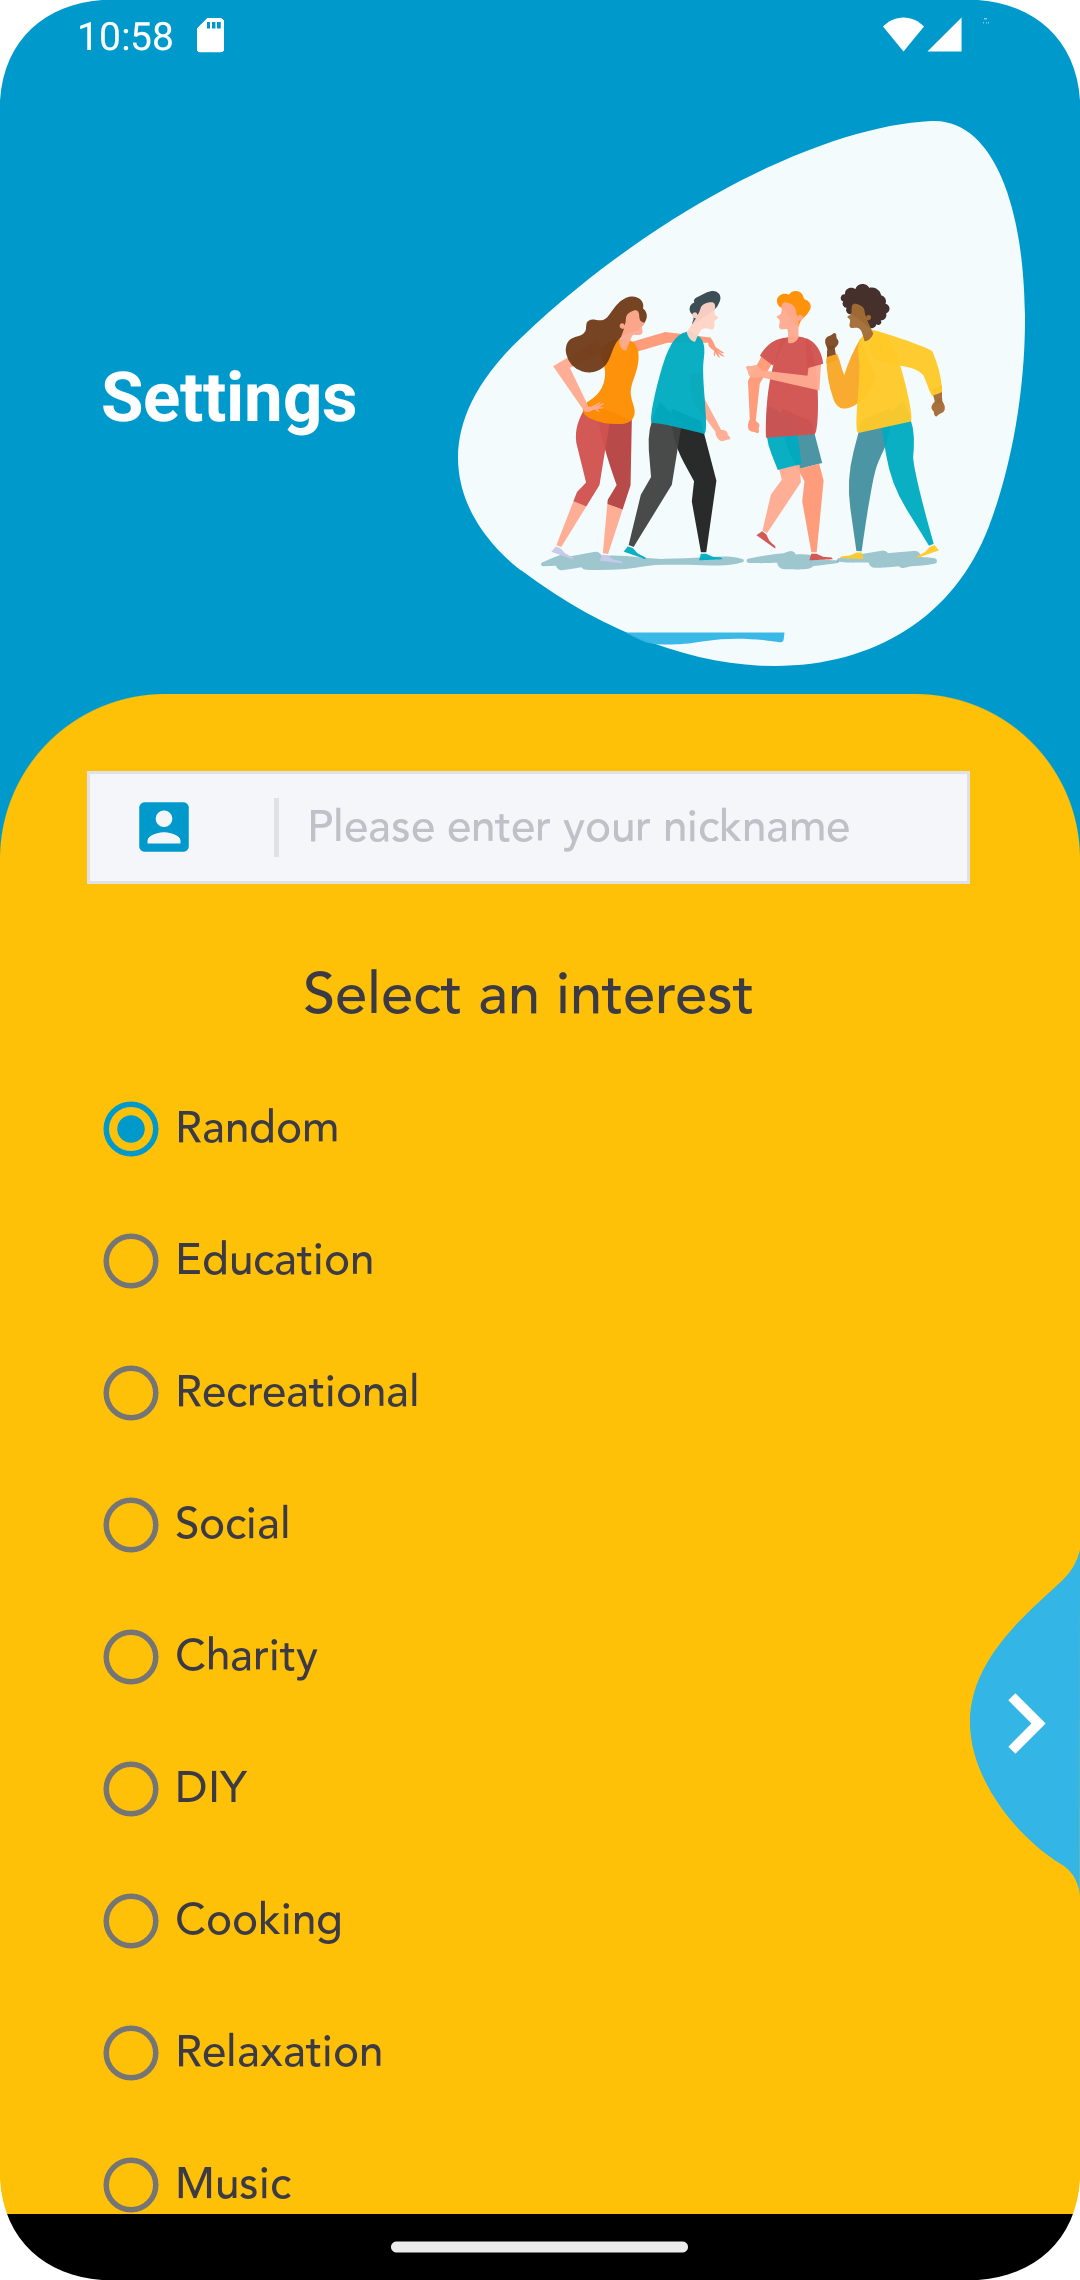 10:58
Settings
Please enter your nickname
Select an interest
Random
Education
Recreational
Social
Charity
DIY
Cooking
Relaxation
Music